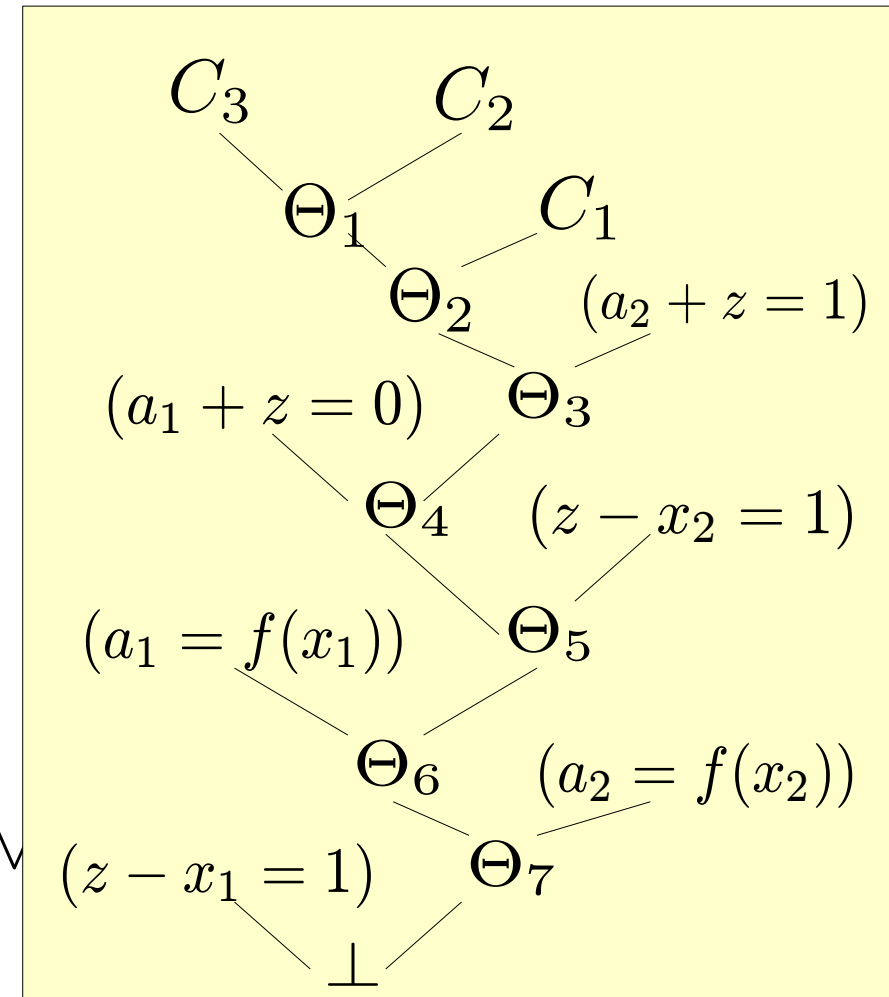 C₃ C₂
Θ₁ C₁
Θ₂ (a₂ + z = 1)
(a₁ + z = 0) Θ₃
Θ₄ (z − x₂ = 1)
(a₁ = f(x₁)) Θ₅
Θ₆ (a₂ = f(x₂))
(z − x₁ = 1) Θ₇
⊥